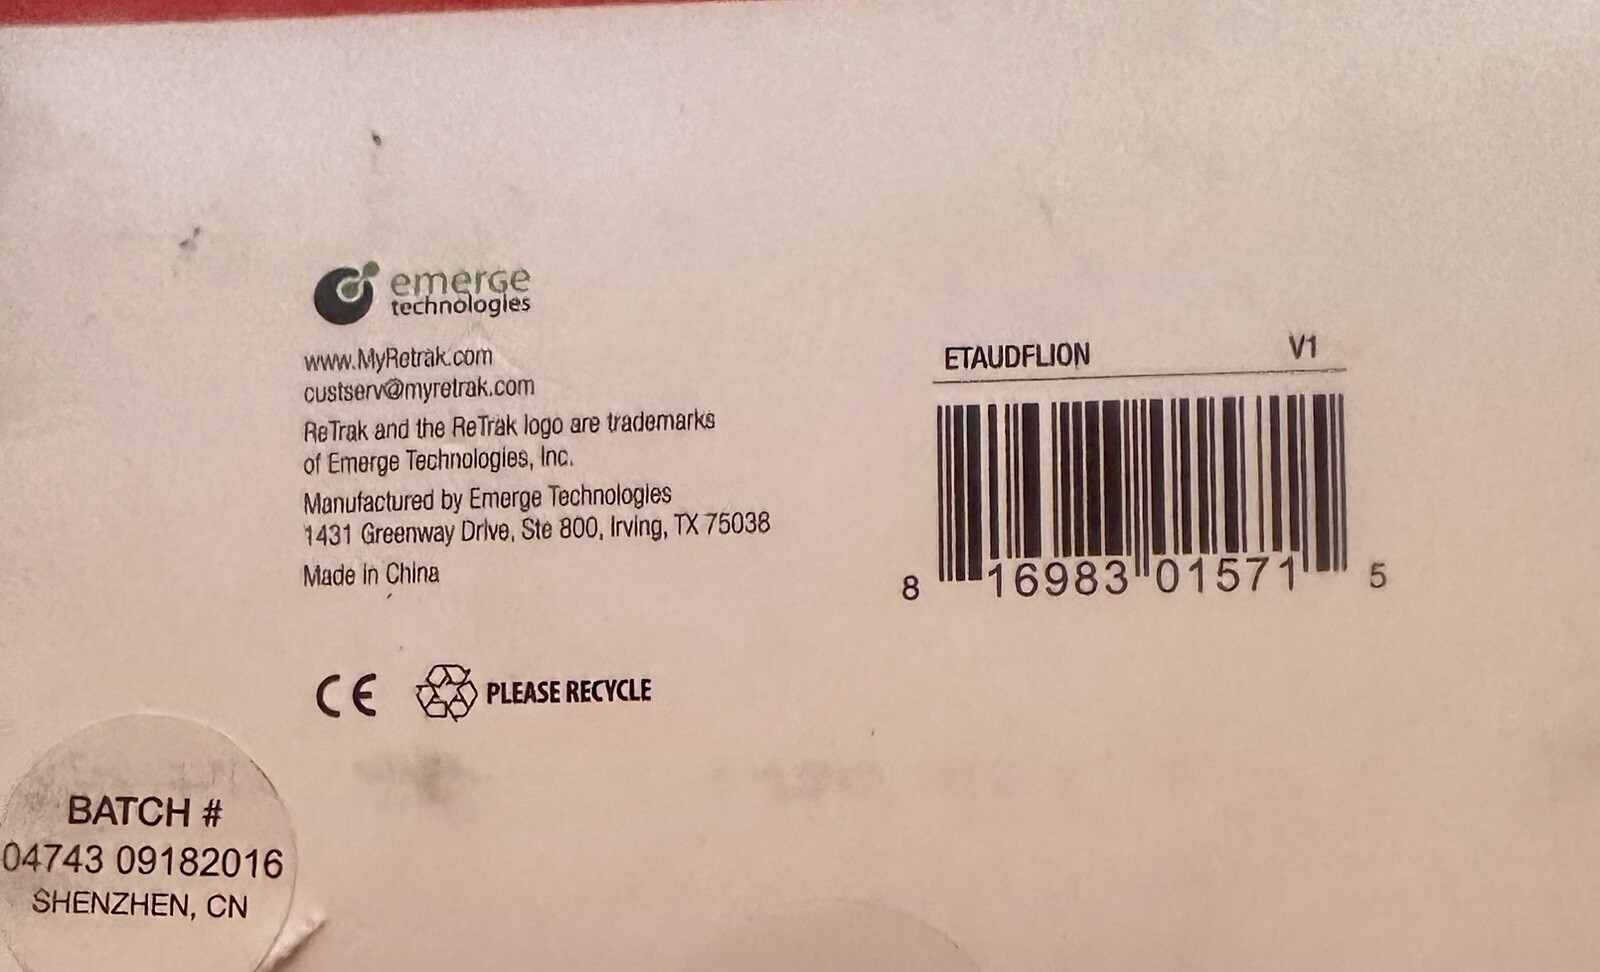 emerge
technologies
www.MyRetrak.com
custserv@myretrak.com
ReTrak and the ReTrak logo are trademarks
of Emerge Technologies, Inc.
Manufactured by Emerge Technologies
1431 Greenway Drive, Ste 800, Irving, TX 75038
Made in China
CE
PLEASE RECYCLE
ETAUDFLION V1
8 16983 01571 5
BATCH #
04743 09182016
SHENZHEN, CN